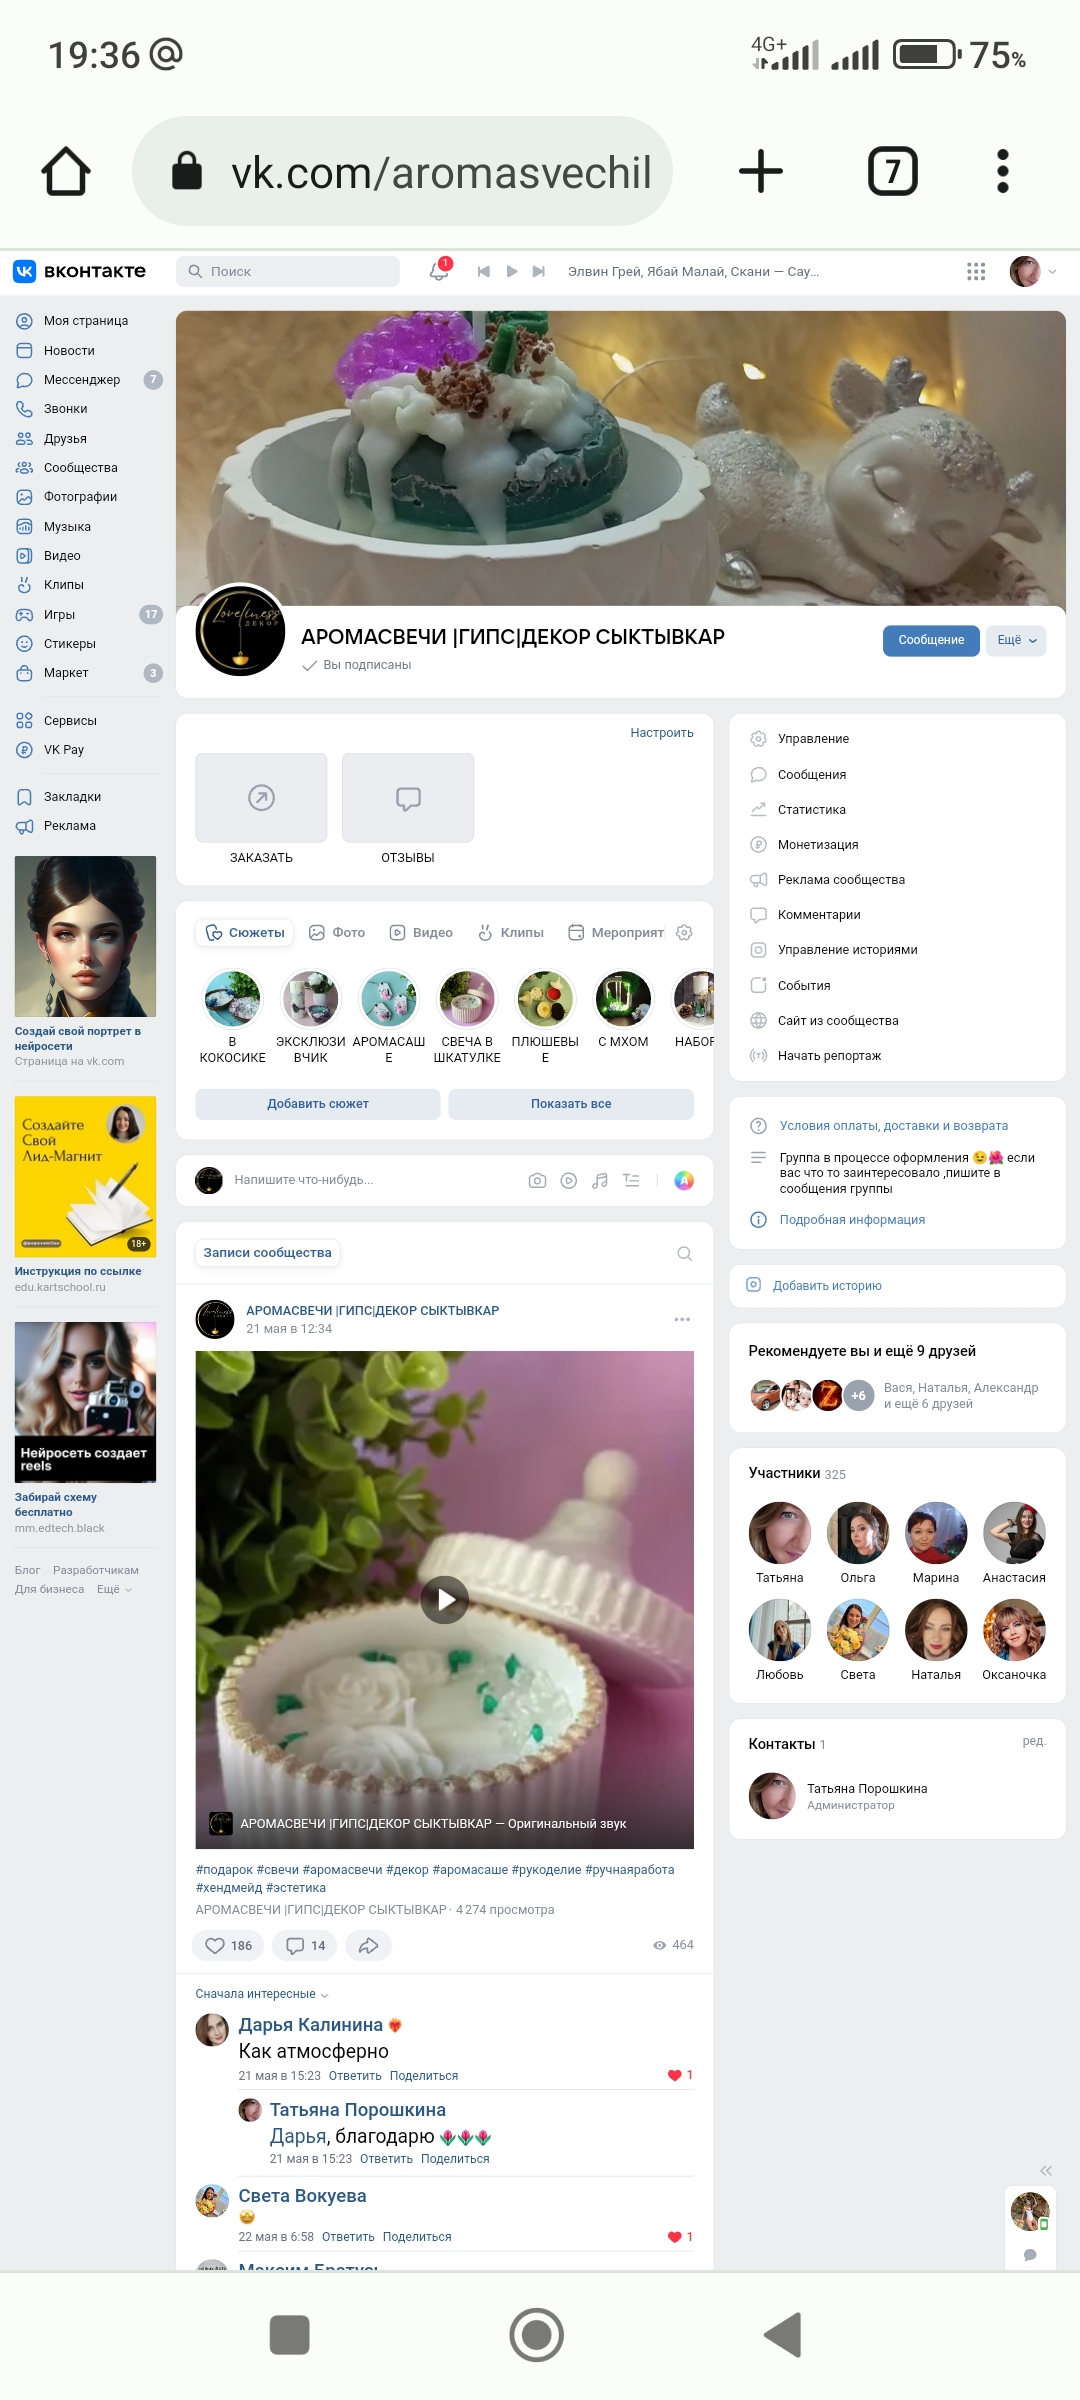 19:36 @
4G+
75%
vk.com/aromasvechil
7
вконтакте
Поиск
1
Элвин Грей, Ябай Малай, Скани — Сау...
Моя страница
Новости
Мессенджер 7
Звонки
Друзья
Сообщества
Фотографии
Музыка
Видео
Клипы
Игры 17
Стикеры
Маркет 3
Сервисы
VK Pay
Закладки
Реклама
Создай свой портрет в
нейросети
Страница на vk.com
Создайте
Свой
Лид-Магнит
18+
Инструкция по ссылке
edu.kartschool.ru
Нейросеть создает
reels
Забирай схему
бесплатно
mm.edtech.black
Блог Разработчикам
Для бизнеса Ещё
Loveliness
ДЕКОР
АРОМАСВЕЧИ |ГИПС|ДЕКОР СЫКТЫВКАР
Вы подписаны
Сообщение
Ещё
Настроить
ЗАКАЗАТЬ
ОТЗЫВЫ
Сюжеты Фото Видео Клипы Мероприят
В
КОКОСИКЕ
ЭКСКЛЮЗИ
ВЧИК
АРОМАСАШ
Е
СВЕЧА В
ШКАТУЛКЕ
ПЛЮШЕВЫ
Е
С МХОМ
НАБОР
Добавить сюжет
Показать все
Напишите что-нибудь...
Записи сообщества
АРОМАСВЕЧИ |ГИПС|ДЕКОР СЫКТЫВКАР
21 мая в 12:34
АРОМАСВЕЧИ |ГИПС|ДЕКОР СЫКТЫВКАР — Оригинальный звук
#подарок #свечи #аромасвечи #декор #аромасаше #рукоделие #ручнаяработа
#хендмейд #эстетика
АРОМАСВЕЧИ |ГИПС|ДЕКОР СЫКТЫВКАР · 4 274 просмотра
186
14
464
Сначала интересные
Дарья Калинина
Как атмосферно
21 мая в 15:23 Ответить Поделиться
1
Татьяна Порошкина
Дарья, благодарю 🌷🌷🌷
21 мая в 15:23 Ответить Поделиться
Света Вокуева
🤩
22 мая в 6:58 Ответить Поделиться
1
Управление
Сообщения
Статистика
Монетизация
Реклама сообщества
Комментарии
Управление историями
События
Сайт из сообщества
Начать репортаж
Условия оплаты, доставки и возврата
Группа в процессе оформления 😉🌺 если
вас что то заинтересовало ,пишите в
сообщения группы
Подробная информация
Добавить историю
Рекомендуете вы и ещё 9 друзей
Z
+6
Вася, Наталья, Александр
и ещё 6 друзей
Участники 325
Татьяна
Ольга
Марина
Анастасия
Любовь
Света
Наталья
Оксаночка
Контакты 1
ред.
Татьяна Порошкина
Администратор